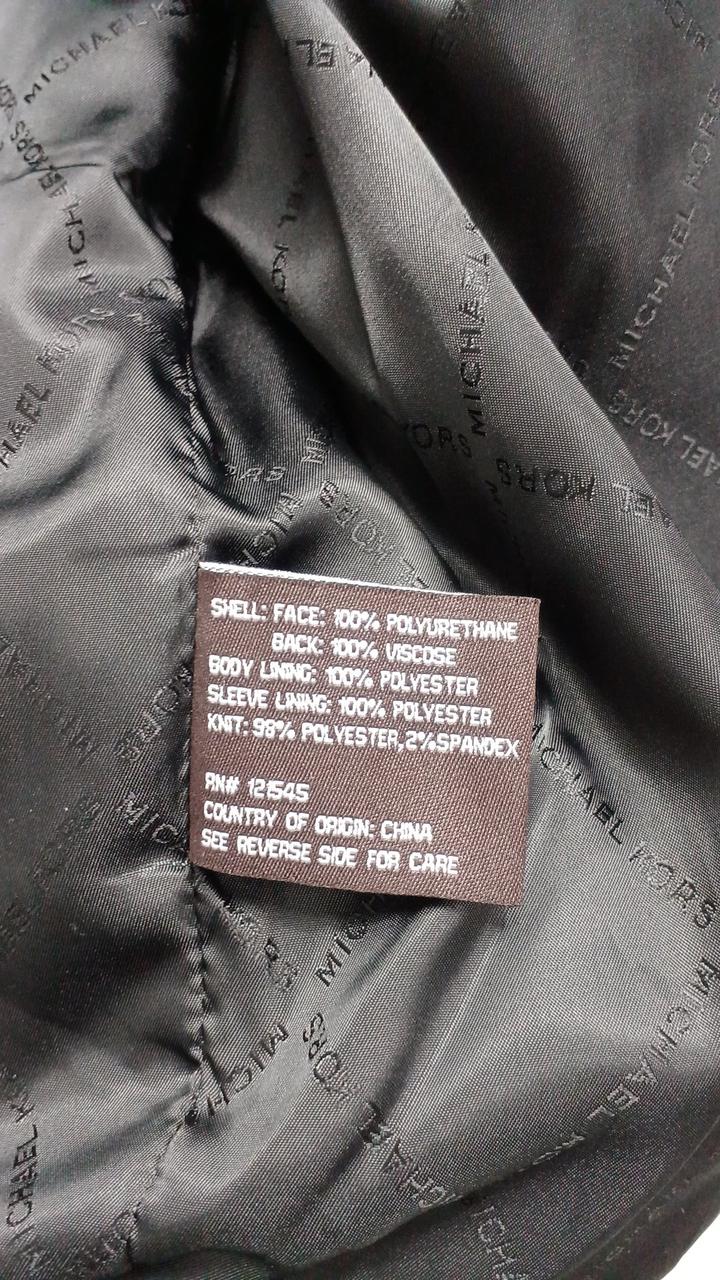 MICHAEL KORS
SHELL: FACE: 100% POLYURETHANE
BACK: 100% VISCOSE
BODY LINING: 100% POLYESTER
SLEEVE LINING: 100% POLYESTER
KNIT: 98% POLYESTER,2%SPANDEX
RN# 121545
COUNTRY OF ORIGIN: CHINA
SEE REVERSE SIDE FOR CARE
MICHAEL KORS